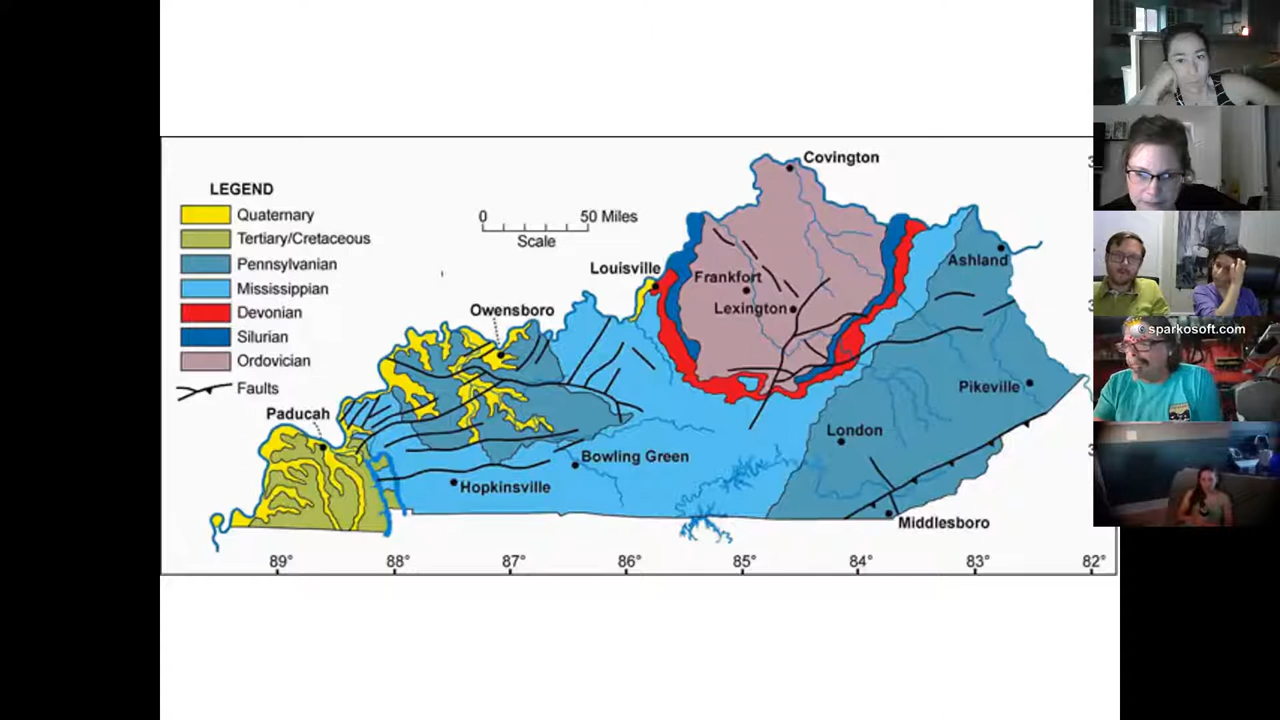 Covington
LEGEND
Quaternary
0 50 Miles
Scale
Tertiary/Cretaceous
Pennsylvanian
Ashland
Louisville
Frankfort
Mississippian
Lexington
Devonian
Owensboro
Silurian
Ordovician
Faults
Pikeville
Paducah
London
Bowling Green
Hopkinsville
Middlesboro
89° 88° 87° 86° 85° 84° 83° 82°
sparkosoft.com